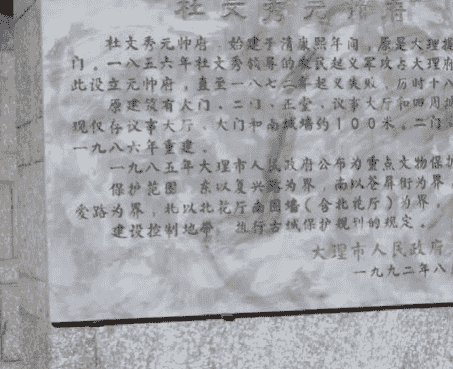 杜文秀元帅府
杜文秀元帅府，始建于清康熙年间，原是大理提
门。一八五六年杜文秀领导的农民起义军攻占大理府
此设立元帅府，直至一八七二年起义失败，历时十八
原建筑有大门、二门、正堂、议事大厅和四周城
现仅存议事大厅、大门和南城墙约100米。二门
一九八六年重建。
一九八五年大理市人民政府公布为重点文物保护
保护范围：东以复兴路为界，南以苍屏街为界，
爱路为界，北以北花厅南围墙（含北花厅）为界。
建设控制地带：执行古城保护规划的规定。
大理市人民政府
一九九二年八